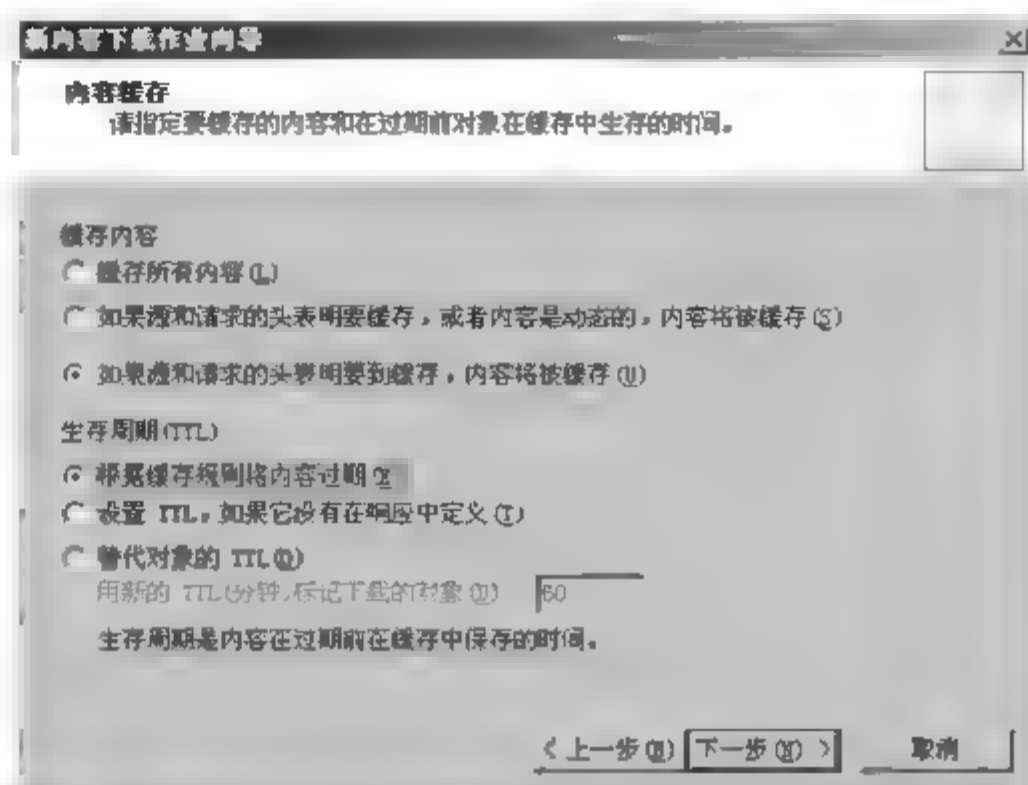 新内容下载作业向导
内容缓存
请指定要缓存的内容和在过期前对象在缓存中生存的时间。
缓存内容
缓存所有内容(L)
如果源和请求的头表明要缓存，或者内容是动态的，内容将被缓存(S)
如果源和请求的头表明要到缓存，内容将被缓存(U)
生存周期(TTL)
根据缓存规则将内容过期(X)
设置 TTL，如果它没有在响应中定义(T)
替代对象的 TTL(R)
用新的 TTL(分钟)标记下载的对象(M) 60
生存周期是内容在过期前在缓存中保存的时间。
< 上一步(B) 下一步(N) > 取消